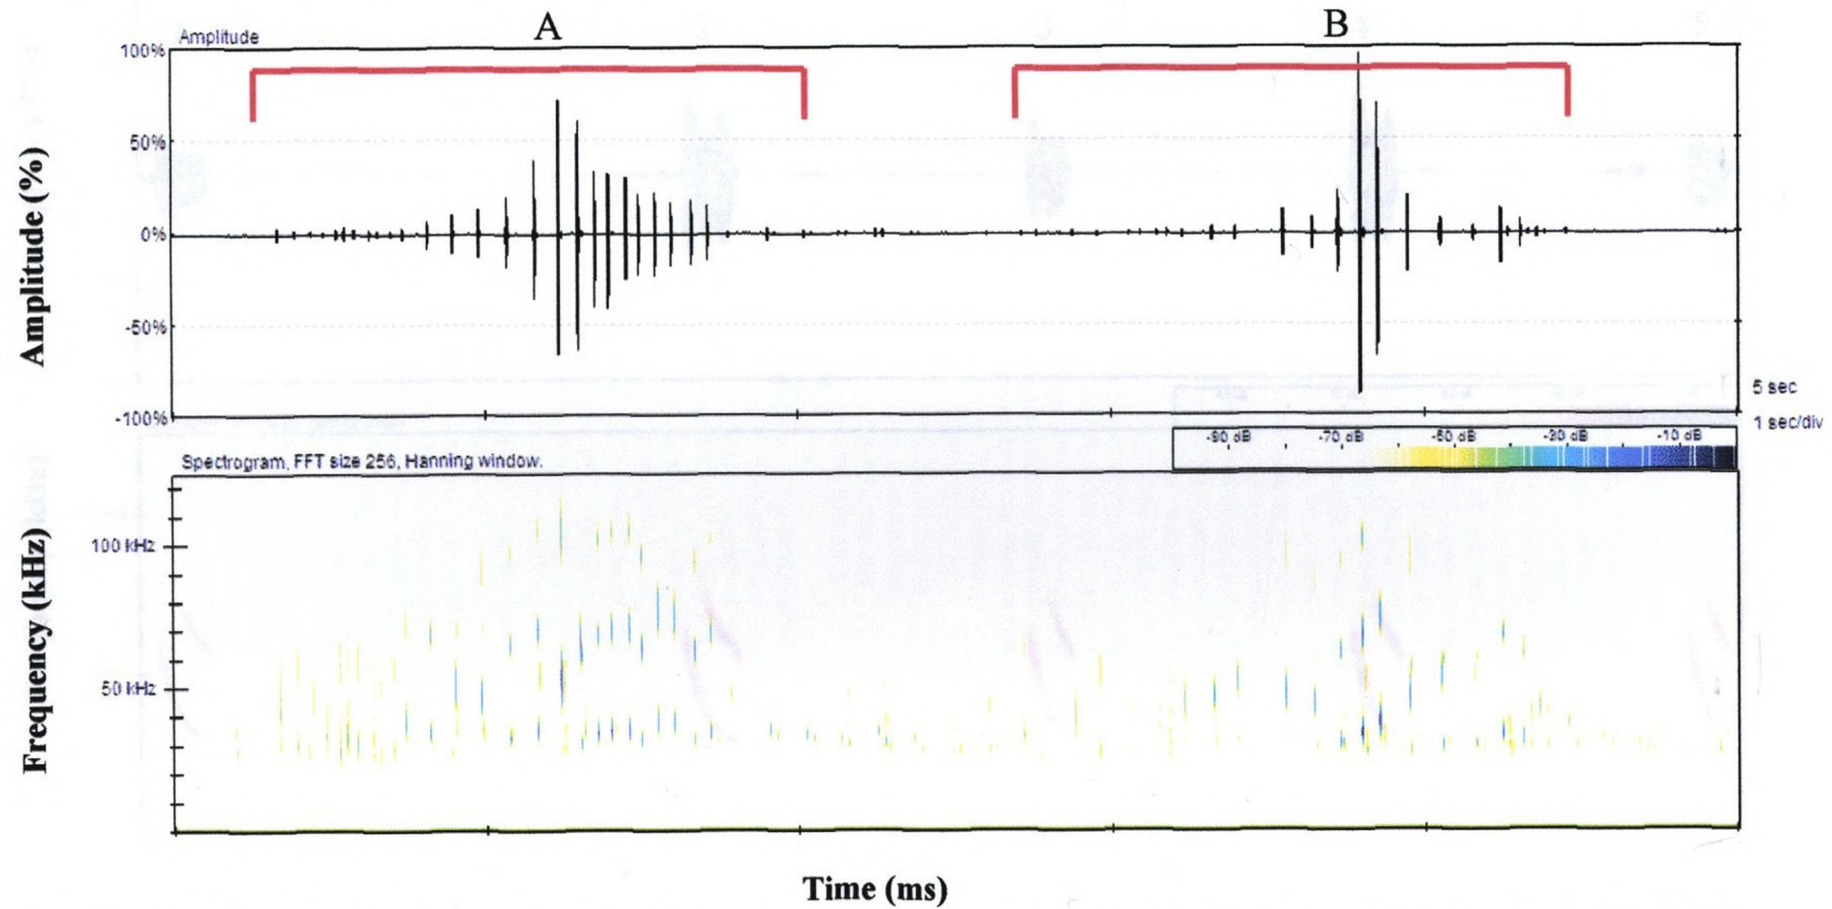 A
B
Amplitude
100%
50%
0%
-50%
-100%
Amplitude (%)
5 sec
1 sec/div
-90 dB -70 dB -50 dB -30 dB -10 dB
Spectrogram, FFT size 256, Hanning window.
100 kHz
50 kHz
Frequency (kHz)
Time (ms)